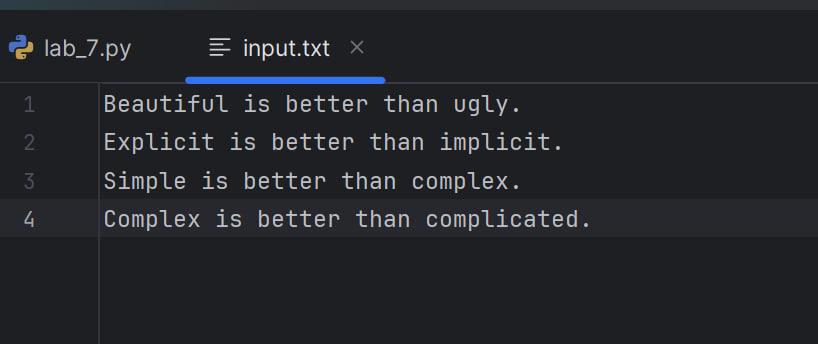 lab_7.py input.txt
1 Beautiful is better than ugly.
2 Explicit is better than implicit.
3 Simple is better than complex.
4 Complex is better than complicated.